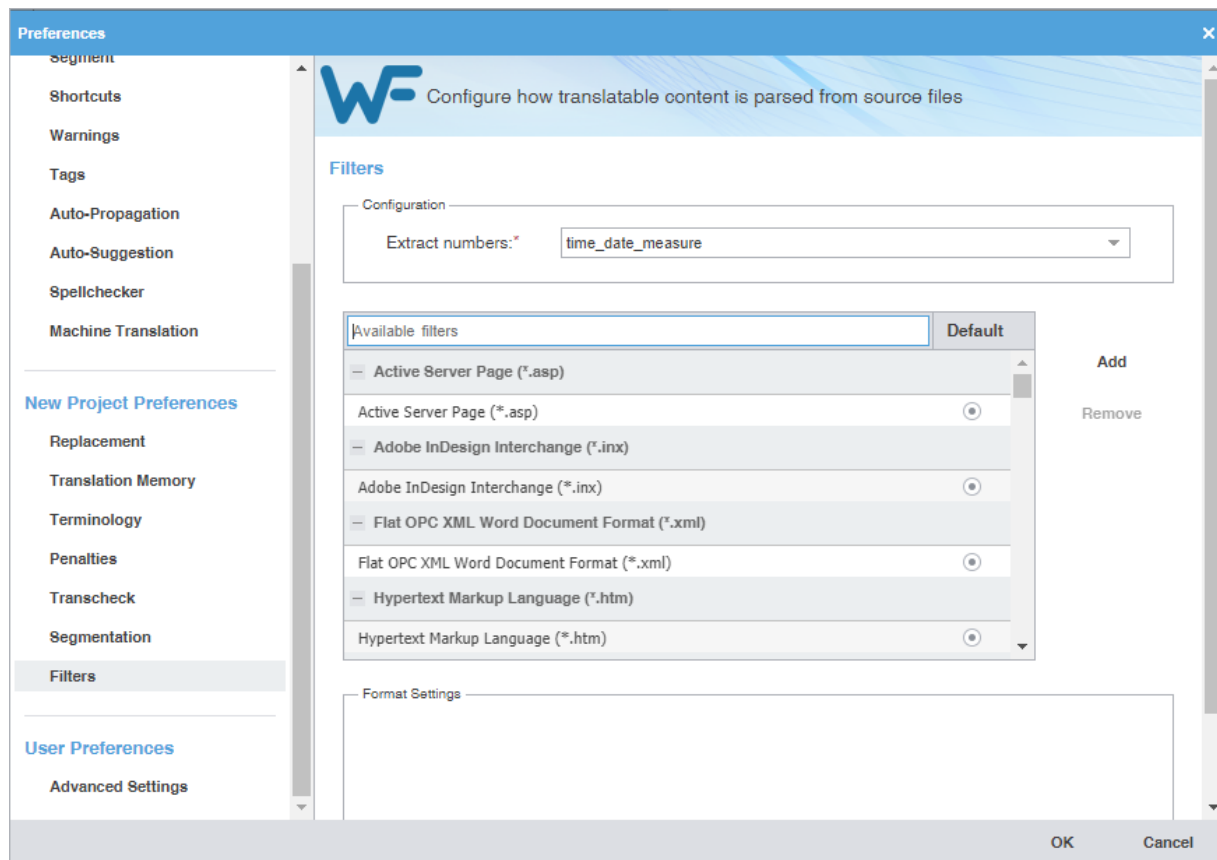 Preferences
Segment
Shortcuts
Warnings
Tags
Auto-Propagation
Auto-Suggestion
Spellchecker
Machine Translation
New Project Preferences
Replacement
Translation Memory
Terminology
Penalties
Transcheck
Segmentation
Filters
User Preferences
Advanced Settings
WF
Configure how translatable content is parsed from source files
Filters
Configuration
Extract numbers:* time_date_measure
Available filters Default
Active Server Page (*.asp)
Active Server Page (*.asp)
Adobe InDesign Interchange (*.inx)
Adobe InDesign Interchange (*.inx)
Flat OPC XML Word Document Format (*.xml)
Flat OPC XML Word Document Format (*.xml)
Hypertext Markup Language (*.htm)
Hypertext Markup Language (*.htm)
Add
Remove
Format Settings
OK Cancel